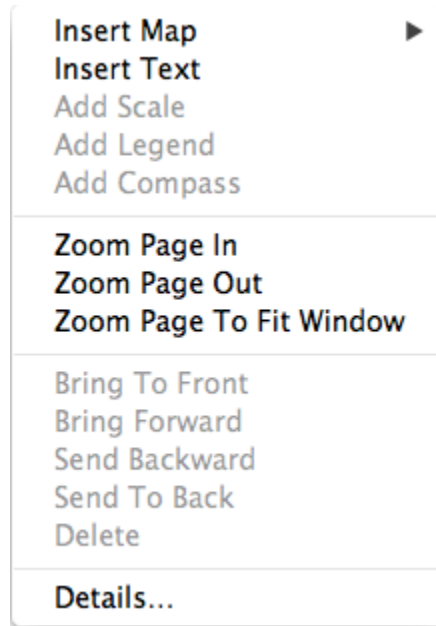 Insert Map
Insert Text
Add Scale
Add Legend
Add Compass
Zoom Page In
Zoom Page Out
Zoom Page To Fit Window
Bring To Front
Bring Forward
Send Backward
Send To Back
Delete
Details...